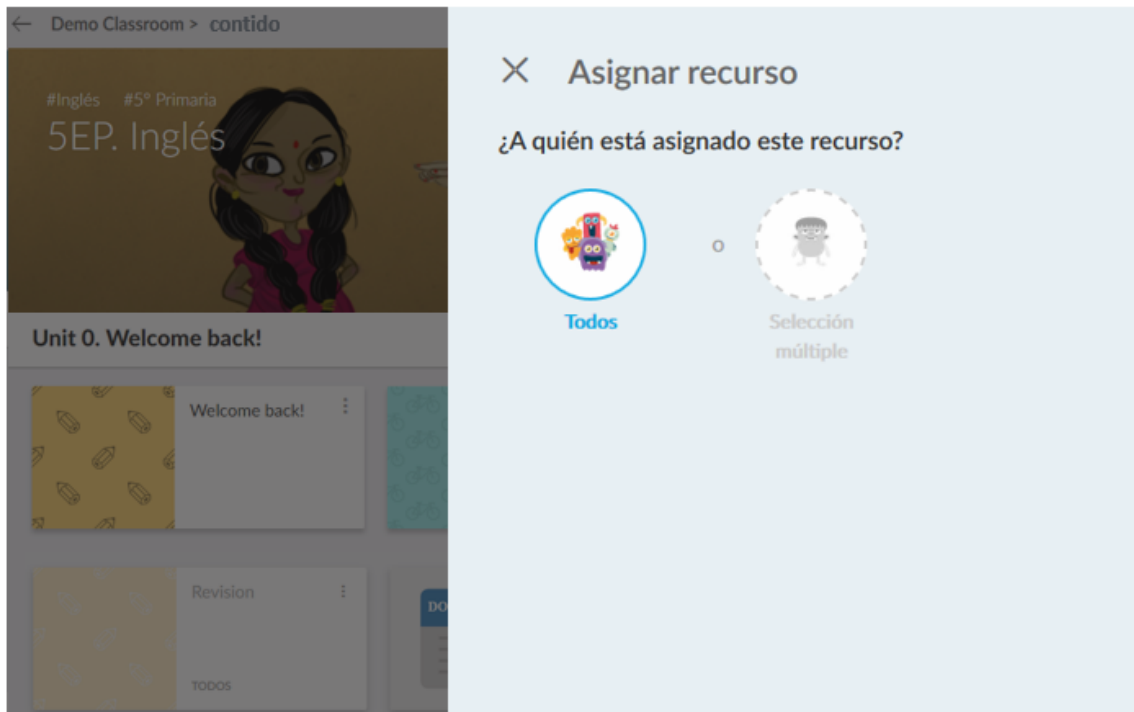 Demo Classroom > contido
#Inglés #5º Primaria
5EP. Inglés
Unit 0. Welcome back!
Welcome back!
Revision
TODOS
DO
Asignar recurso
¿A quién está asignado este recurso?
Todos
o
Selección
múltiple